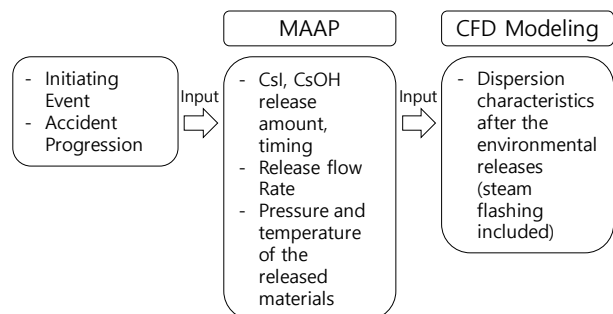 MAAP
CFD Modeling
- Initiating
Event
- Accident
Progression
Input
- CsI, CsOH
release
amount,
timing
- Release flow
Rate
- Pressure and
temperature
of the
released
materials
Input
- Dispersion
characteristics
after the
environmental
releases
(steam
flashing
included)